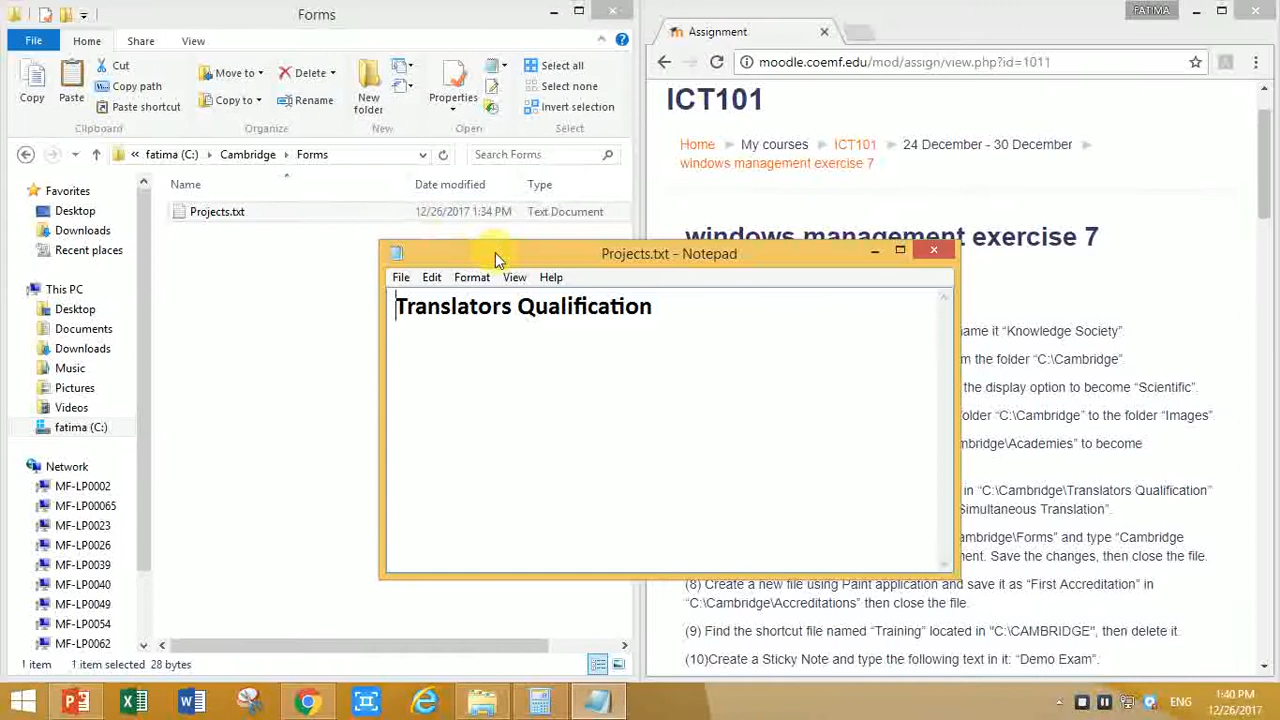 Forms
File
Home
Share
View
Copy
Paste
Cut
Copy path
Paste shortcut
Clipboard
Move to
Copy to
Delete
Rename
Organize
New folder
New
Properties
Open
Select all
Select none
Invert selection
Select
« fatima (C:) Cambridge Forms
Search Forms
Name
Date modified
Type
Projects.txt
12/26/2017 1:34 PM
Text Document
Favorites
Desktop
Downloads
Recent places
This PC
Desktop
Documents
Downloads
Music
Pictures
Videos
fatima (C:)
Network
MF-LP0002
MF-LP00065
MF-LP0023
MF-LP0026
MF-LP0039
MF-LP0040
MF-LP0049
MF-LP0054
MF-LP0062
1 item
1 item selected 28 bytes
Projects.txt - Notepad
File Edit Format View Help
Translators Qualification
FATIMA
Assignment
moodle.coemf.edu/mod/assign/view.php?id=1011
ICT101
Home My courses ICT101 24 December - 30 December
windows management exercise 7
windows management exercise 7
name it “Knowledge Society”.
m the folder “C:\Cambridge”.
the display option to become “Scientific”.
folder “C:\Cambridge” to the folder “Images”
mbridge\Academies” to become
in “C:\Cambridge\Translators Qualification”
Simultaneous Translation”.
ambridge\Forms” and type “Cambridge
ment. Save the changes, then close the file.
(8) Create a new file using Paint application and save it as “First Accreditation” in
“C:\Cambridge\Accreditations” then close the file.
(9) Find the shortcut file named “Training” located in "C:\CAMBRIDGE", then delete it.
(10)Create a Sticky Note and type the following text in it: “Demo Exam”.
ENG
1:40 PM
12/26/2017